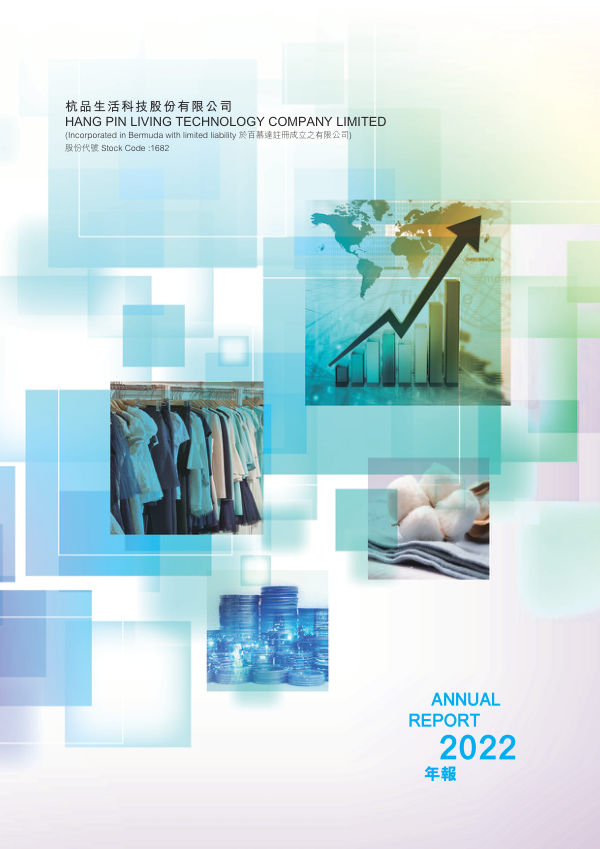 杭品生活科技股份有限公司
HANG PIN LIVING TECHNOLOGY COMPANY LIMITED
(Incorporated in Bermuda with limited liability 於百慕達註冊成立之有限公司)
股份代號 Stock Code :1682
ANNUAL
REPORT
2022
年報